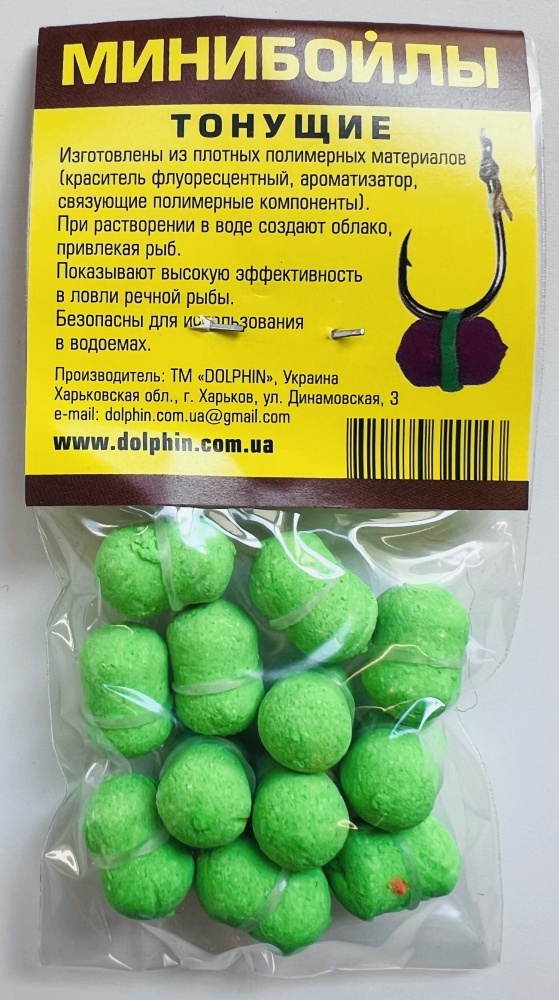 МИНИБОЙЛЫ
ТОНУЩИЕ
Изготовлены из плотных полимерных материалов
(краситель флуоресцентный, ароматизатор,
связующие полимерные компоненты).
При растворении в воде создают облако,
привлекая рыб.
Показывают высокую эффективность
в ловли речной рыбы.
Безопасны для использования
в водоемах.
Производитель: ТМ «DOLPHIN», Украина
Харьковская обл., г. Харьков, ул. Динамовская, 3
e-mail: dolphin.com.ua@gmail.com
www.dolphin.com.ua